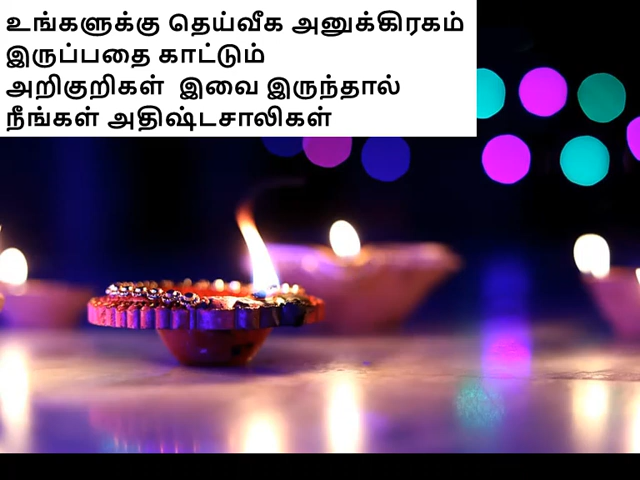 உங்களுக்கு தெய்வீக அனுக்கிரகம்
இருப்பதை காட்டும்
அறிகுறிகள் இவை இருந்தால்
நீங்கள் அதிஷ்டசாலிகள்